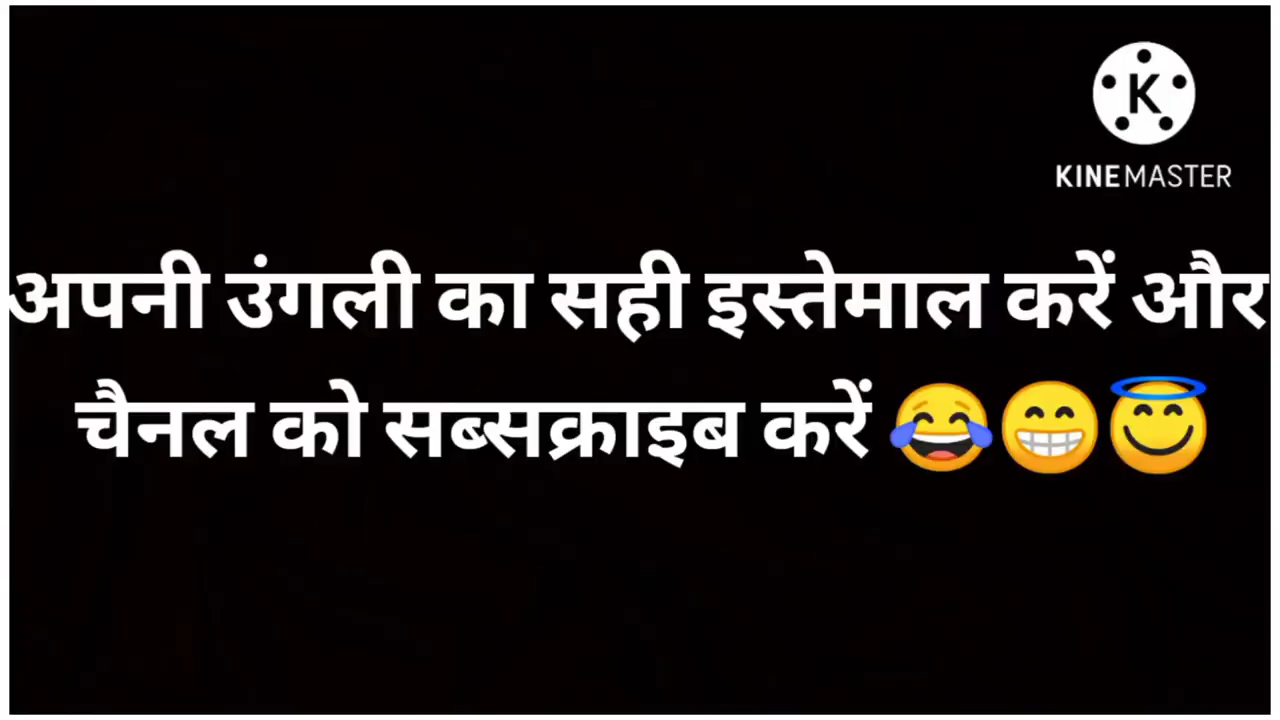 K
KINEMASTER
अपनी उंगली का सही इस्तेमाल करें और
चैनल को सब्सक्राइब करें 😂😁😇